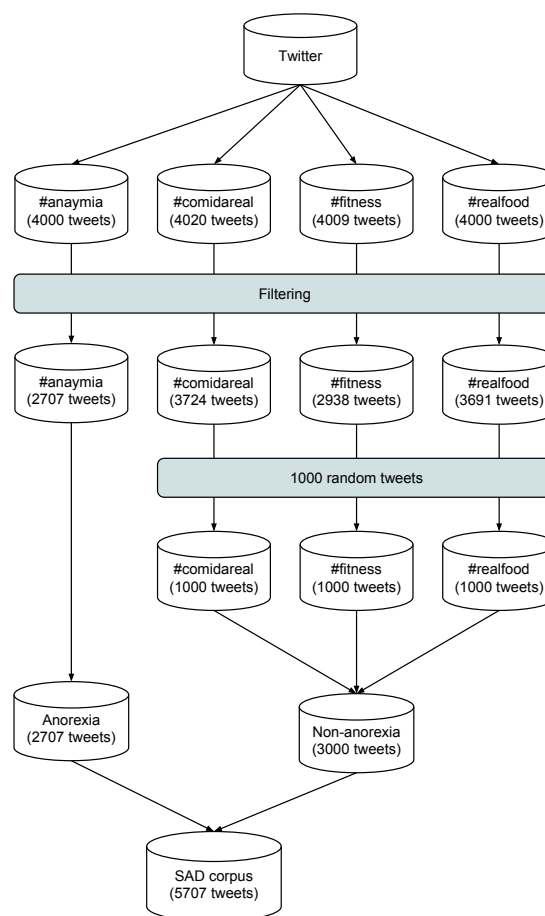 Twitter
#anaymia
(4000 tweets)
#comidareal
(4020 tweets)
#fitness
(4009 tweets)
#realfood
(4000 tweets)
Filtering
#anaymia
(2707 tweets)
#comidareal
(3724 tweets)
#fitness
(2938 tweets)
#realfood
(3691 tweets)
1000 random tweets
#comidareal
(1000 tweets)
#fitness
(1000 tweets)
#realfood
(1000 tweets)
Anorexia
(2707 tweets)
Non-anorexia
(3000 tweets)
SAD corpus
(5707 tweets)